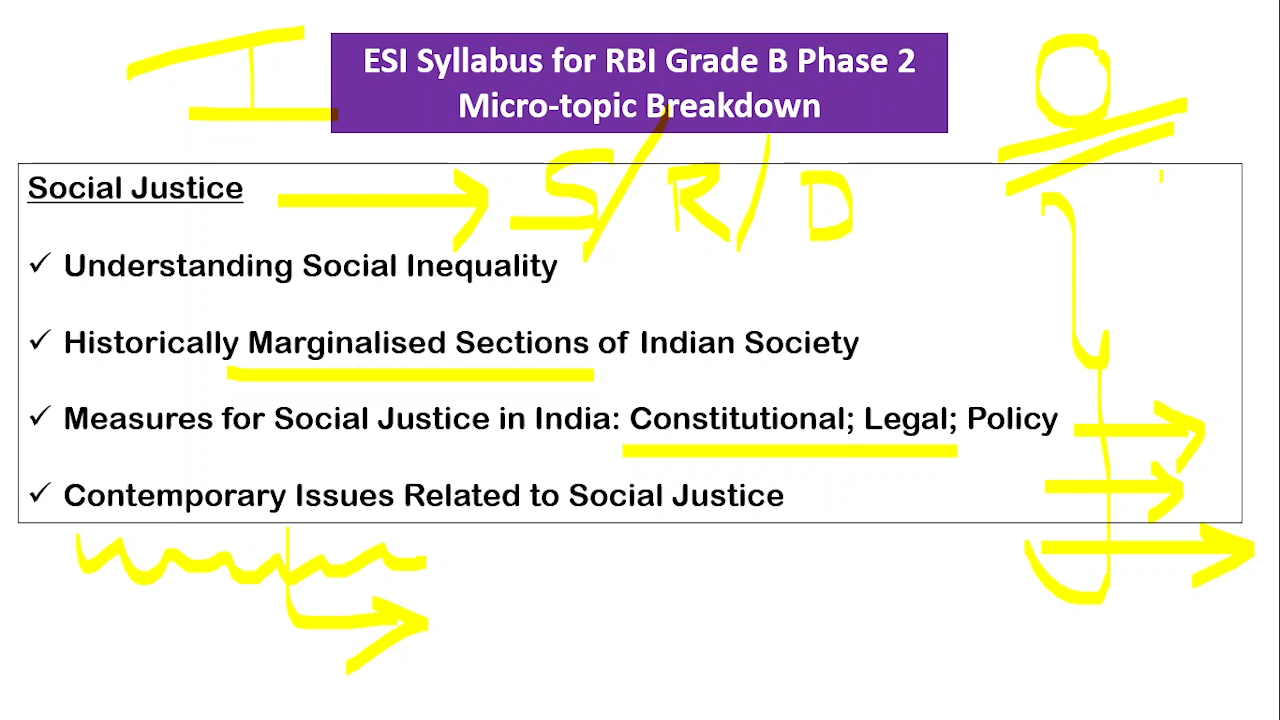 ESI Syllabus for RBI Grade B Phase 2
Micro-topic Breakdown
I
Social Justice
S/R/D
✓ Understanding Social Inequality
✓ Historically Marginalised Sections of Indian Society
✓ Measures for Social Justice in India: Constitutional; Legal; Policy
✓ Contemporary Issues Related to Social Justice